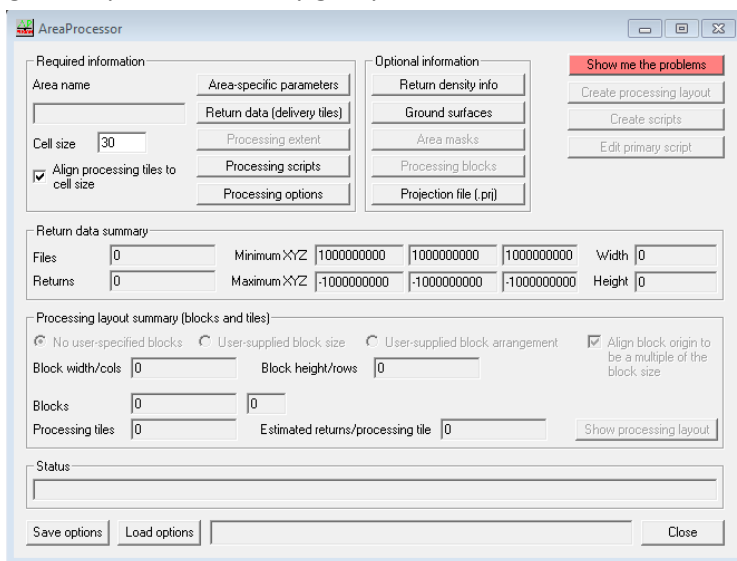 AreaProcessor
Required information
Area name
Cell size 30
Align processing tiles to
cell size
Area-specific parameters
Return data (delivery tiles)
Processing extent
Processing scripts
Processing options
Optional information
Return density info
Ground surfaces
Area masks
Processing blocks
Projection file (.prj)
Show me the problems
Create processing layout
Create scripts
Edit primary script
Return data summary
Files 0 Minimum XYZ 1000000000 1000000000 1000000000 Width 0
Returns 0 Maximum XYZ -1000000 -1000000000 -1000000000 Height 0
Processing layout summary (blocks and tiles)
No user-specified blocks User-supplied block size User-supplied block arrangement Align block origin to
be a multiple of the
block size
Block width/cols 0 Block height/rows 0
Blocks 0 0
Processing tiles 0 Estimated returns/processing tile 0 Show processing layout
Status
Save options Load options Close